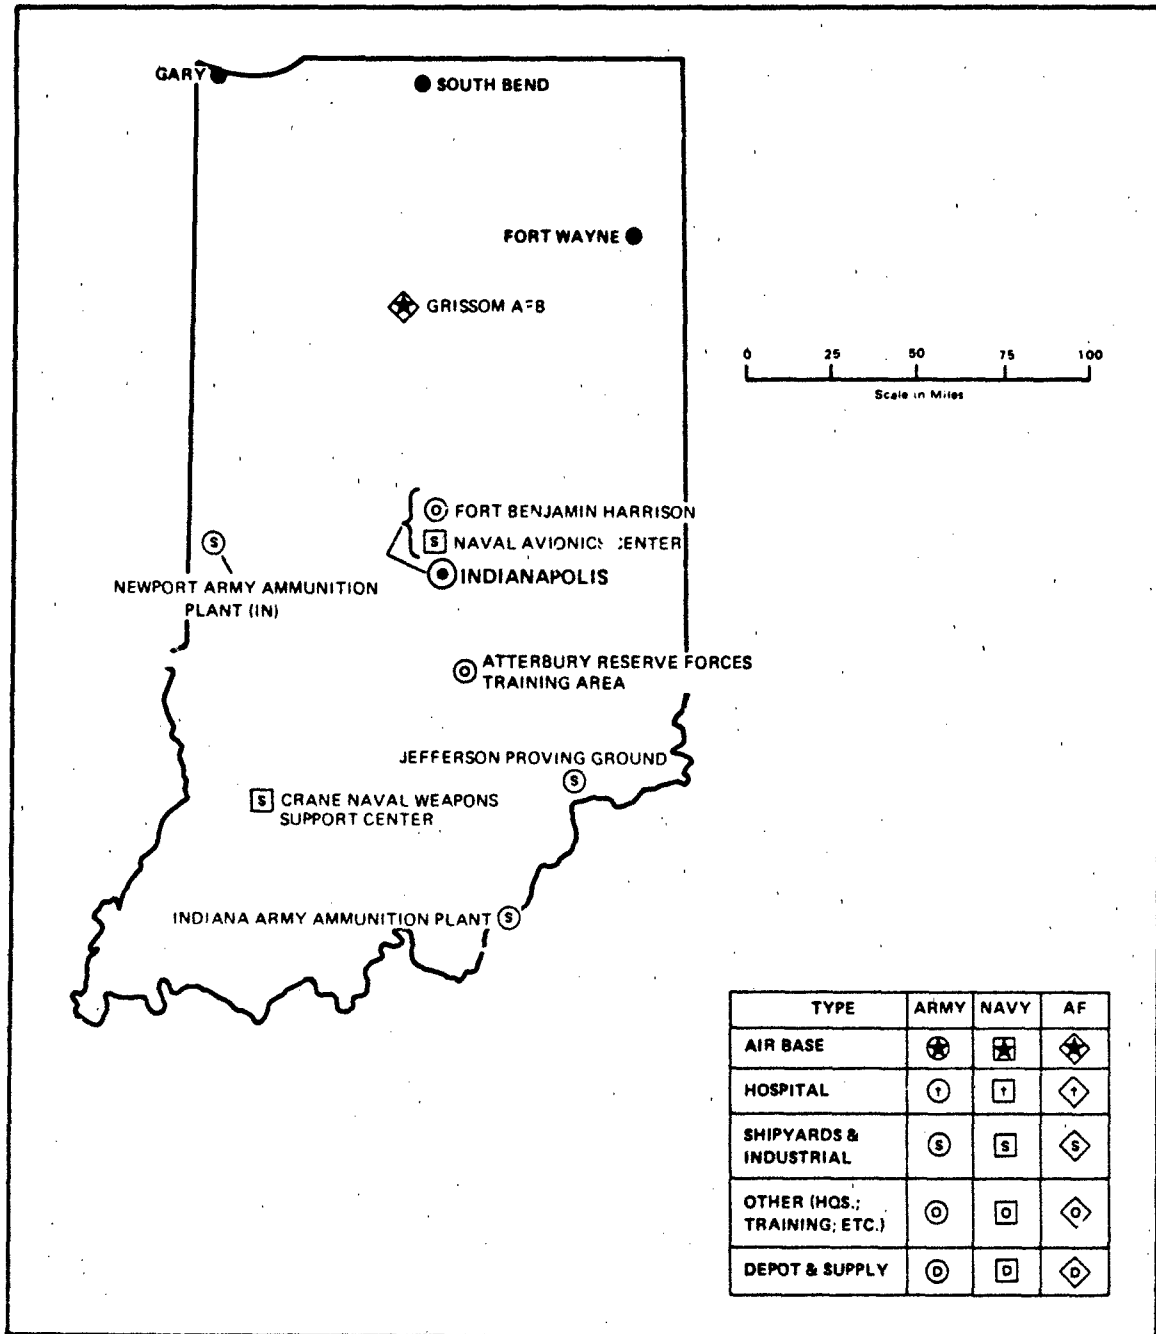 GARY
SOUTH BEND
FORT WAYNE
GRISSOM AFB
0 25 50 75 100
Scale in Miles
O FORT BENJAMIN HARRISON
S NAVAL AVIONICS CENTER
INDIANAPOLIS
S
NEWPORT ARMY AMMUNITION
PLANT (IN)
O ATTERBURY RESERVE FORCES
TRAINING AREA
JEFFERSON PROVING GROUND
S
S CRANE NAVAL WEAPONS
SUPPORT CENTER
INDIANA ARMY AMMUNITION PLANT S
TYPE ARMY NAVY AF
AIR BASE
HOSPITAL † † †
SHIPYARDS &
INDUSTRIAL S S S
OTHER (HQS.;
TRAINING; ETC.) O O O
DEPOT & SUPPLY D D D